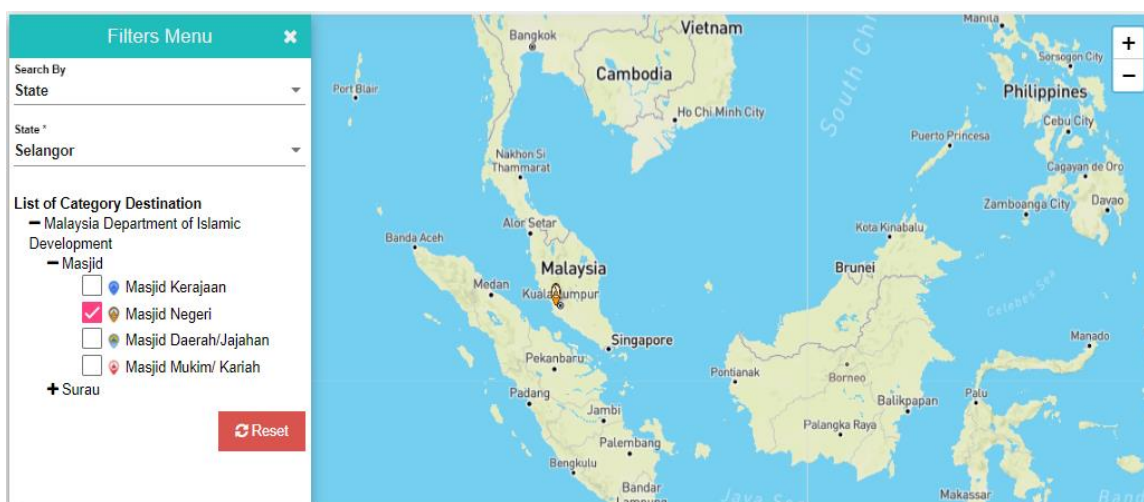 Filters Menu
Search By
State
State *
Selangor
List of Category Destination
Malaysia Department of Islamic
Development
Masjid
Masjid Kerajaan
Masjid Negeri
Masjid Daerah/Jajahan
Masjid Mukim/ Kariah
Surau
Reset
Vietnam
Bangkok
Cambodia
Port Blair
Ho Chi Minh City
Nakhon Si
Thammarat
Alor Setar
Banda Aceh
Malaysia
Medan
Kuala Lumpur
Singapore
Pekanbaru
Padang
Jambi
Palembang
Bengkulu
Bandar
South Chi
Manila
Sorsogon City
Philippines
Cebu City
Puerto Princesa
Cagayan de Oro
Zamboanga City
Davao
Kota Kinabalu
Brunei
Celebes Sea
Manado
Pontianak
Borneo
Palu
Balikpapan
Palangka Raya
Makassar
Java Se
Ban
+
−